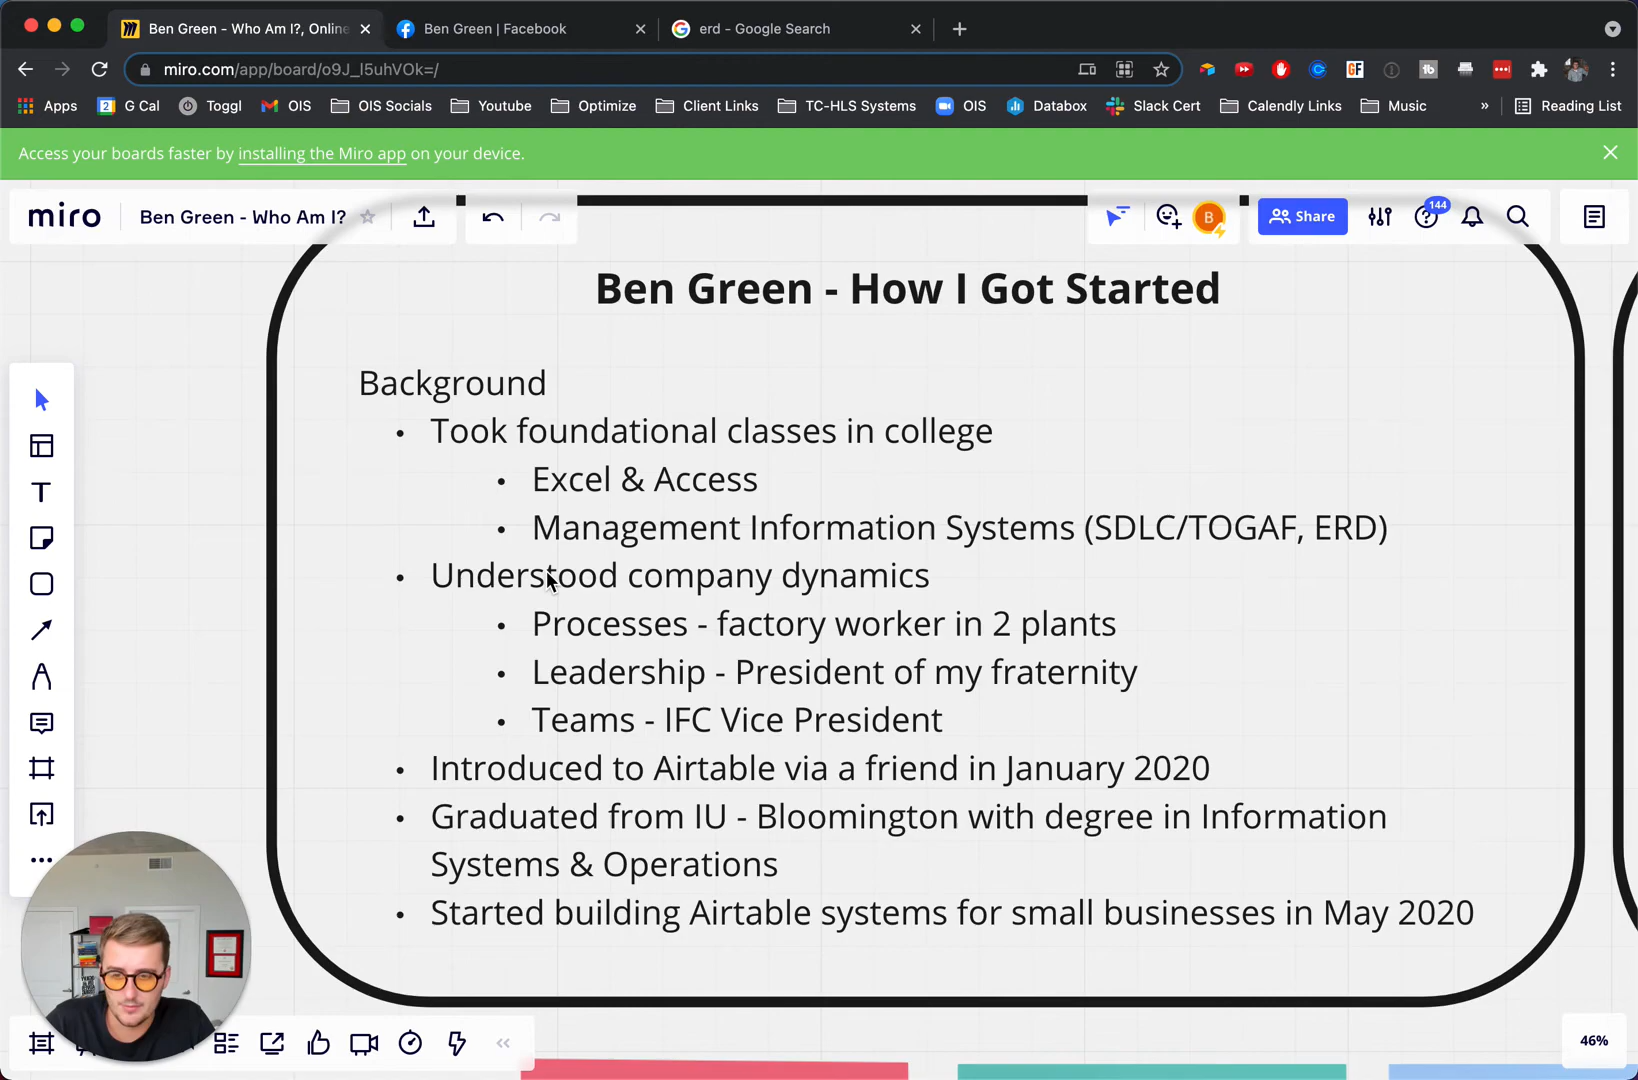 Ben Green - Who Am I?, Online
Ben Green | Facebook
erd - Google Search
miro.com/app/board/o9J_l5uhVOk=/
Apps
G Cal
Toggl
OIS
OIS Socials
Youtube
Optimize
Client Links
TC-HLS Systems
OIS
Databox
Slack Cert
Calendly Links
Music
»
Reading List
Access your boards faster by installing the Miro app on your device.
miro
Ben Green - Who Am I?
B
Share
144
Ben Green - How I Got Started
Background
• Took foundational classes in college
• Excel & Access
• Management Information Systems (SDLC/TOGAF, ERD)
• Understood company dynamics
• Processes - factory worker in 2 plants
• Leadership - President of my fraternity
• Teams - IFC Vice President
• Introduced to Airtable via a friend in January 2020
• Graduated from IU - Bloomington with degree in Information
Systems & Operations
• Started building Airtable systems for small businesses in May 2020
46%